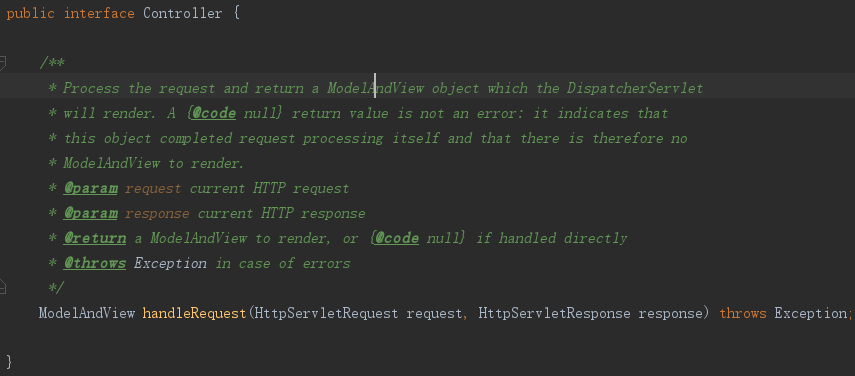 public interface Controller {
/**
* Process the request and return a ModelAndView object which the DispatcherServlet
* will render. A {@code null} return value is not an error: it indicates that
* this object completed request processing itself and that there is therefore no
* ModelAndView to render.
* @param request current HTTP request
* @param response current HTTP response
* @return a ModelAndView to render, or {@code null} if handled directly
* @throws Exception in case of errors
*/
ModelAndView handleRequest(HttpServletRequest request, HttpServletResponse response) throws Exception;
}